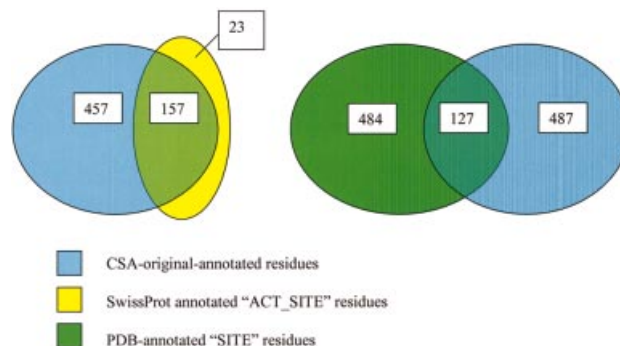 23
457 157
484 127 487
CSA-original-annotated residues
SwissProt annotated “ACT_SITE” residues
PDB-annotated “SITE” residues